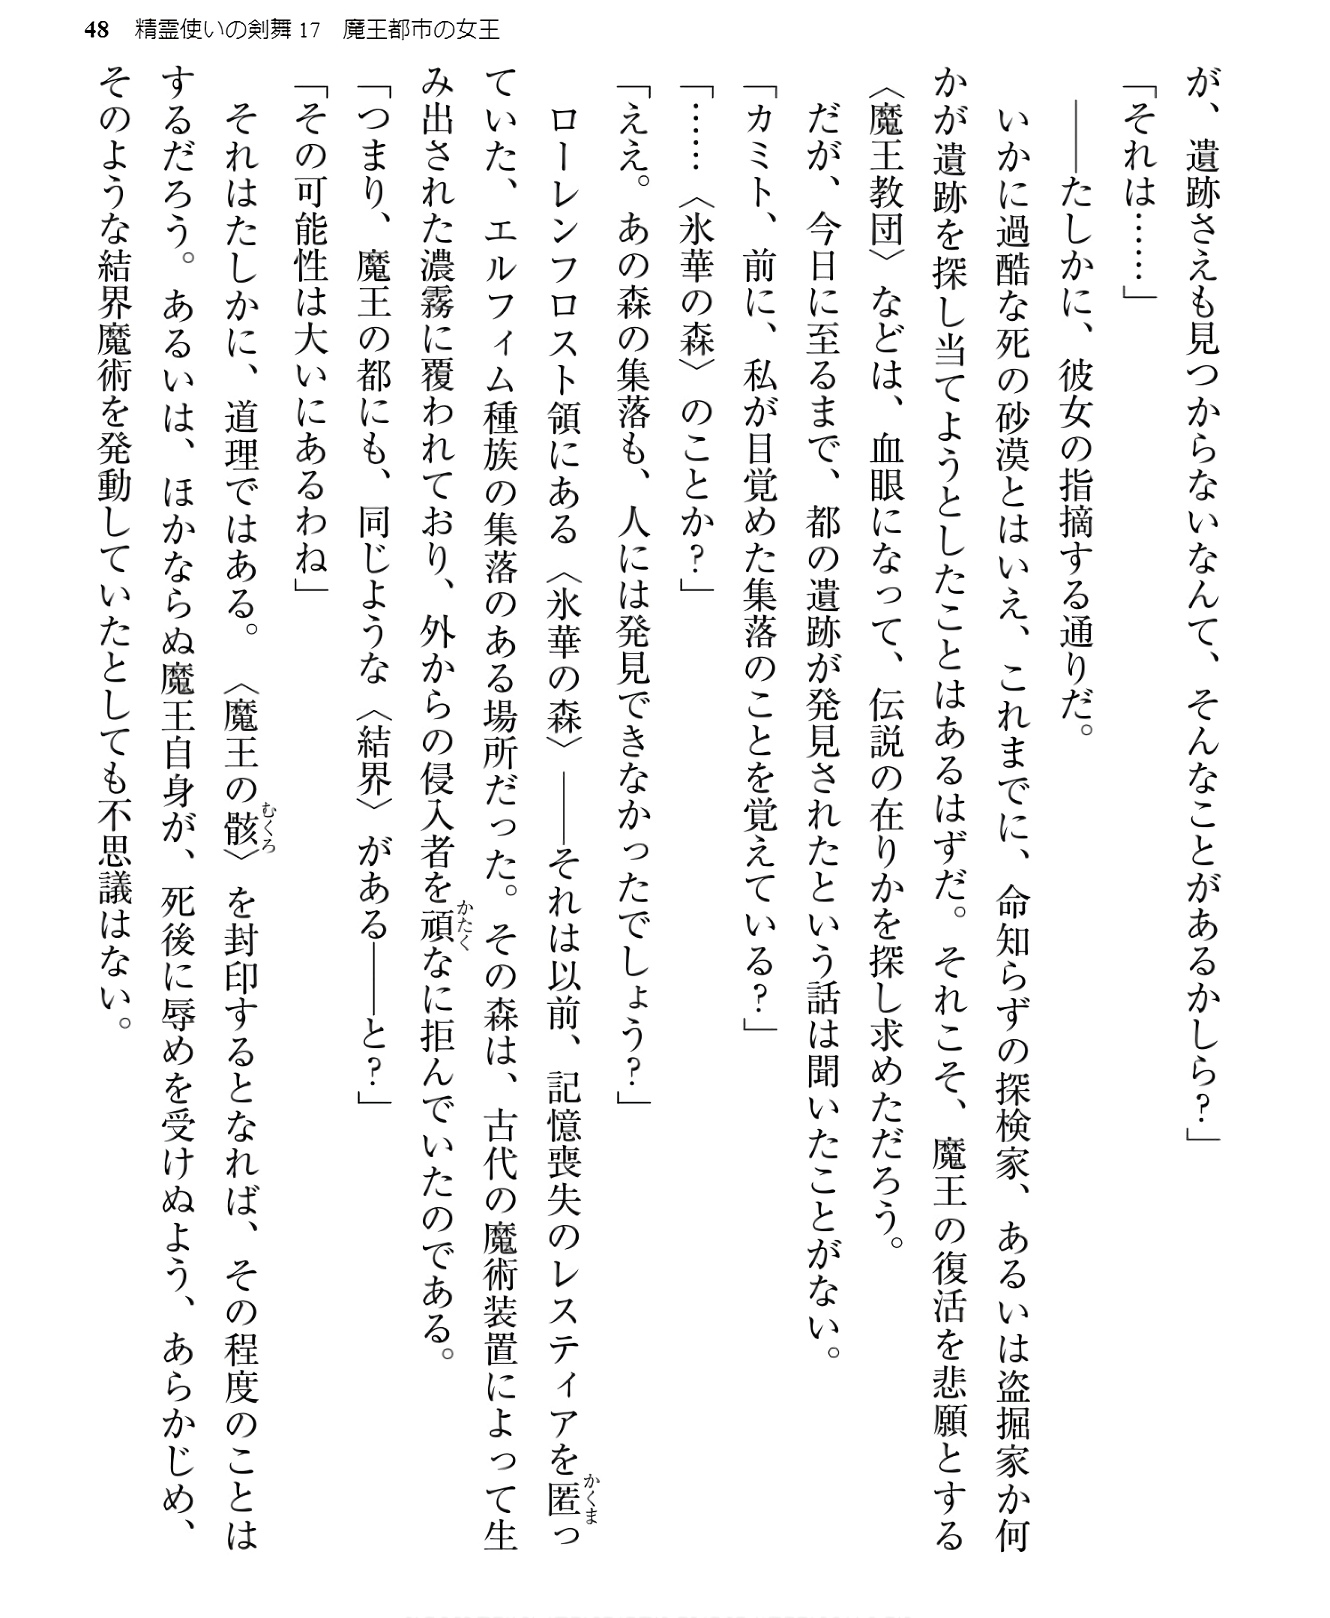 48　精霊使いの剣舞17　魔王都市の女王
が、遺跡さえも見つからないなんて、そんなことがあるかしら？」
「それは……」
――たしかに、彼女の指摘する通りだ。
いかに過酷な死の砂漠とはいえ、これまでに、命知らずの探検家、あるいは盗掘家か何
かが遺跡を探し当てようとしたことはあるはずだ。それこそ、魔王の復活を悲願とする
〈魔王教団〉などは、血眼になって、伝説の在りかを探し求めただろう。
だが、今日に至るまで、都の遺跡が発見されたという話は聞いたことがない。
「カミト、前に、私が目覚めた集落のことを覚えている？」
「……〈氷華の森〉のことか？」
「ええ。あの森の集落も、人には発見できなかったでしょう？」
ローレンフロスト領にある〈氷華の森〉――それは以前、記憶喪失のレスティアを匿っ
ていた、エルフィム種族の集落のある場所だった。その森は、古代の魔術装置によって生
み出された濃霧に覆われており、外からの侵入者を頑なに拒んでいたのである。
「つまり、魔王の都にも、同じような〈結界〉がある――と？」
「その可能性は大いにあるわね」
それはたしかに、道理ではある。〈魔王の骸〉を封印するとなれば、その程度のことは
するだろう。あるいは、ほかならぬ魔王自身が、死後に辱めを受けぬよう、あらかじめ、
そのような結界魔術を発動していたとしても不思議はない。
かくま
かたく
むくろ